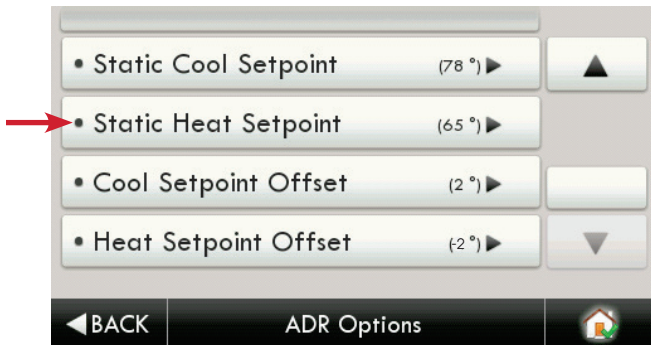 • Static Cool Setpoint (78 °)▶
• Static Heat Setpoint (65 °)▶
• Cool Setpoint Offset (2 °)▶
• Heat Setpoint Offset (-2 °)▶
◀BACK ADR Options